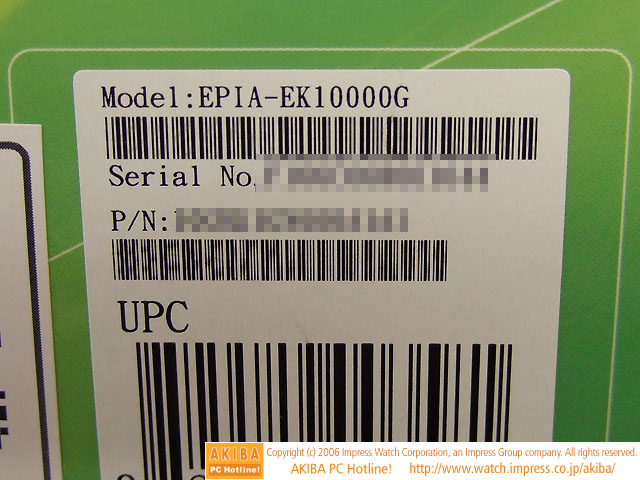 Model:EPIA-EK10000G
Serial No.
P/N:
UPC
AKIBA
PC Hotline!
Copyright (c) 2006 Impress Watch Corporation, an Impress Group company. All rights reserved.
AKIBA PC Hotline! http://www.watch.impress.co.jp/akiba/